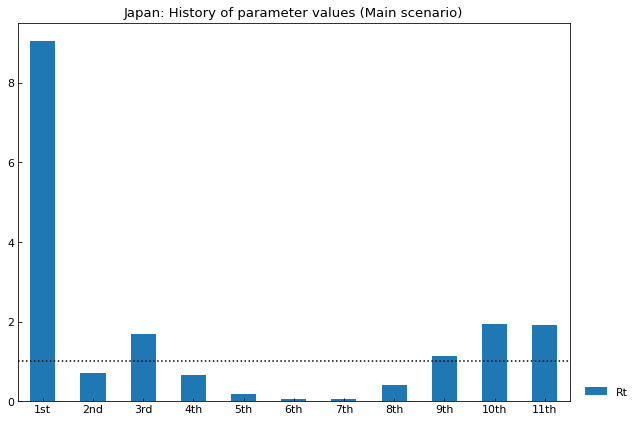 Japan: History of parameter values (Main scenario)
8
6
4
2
0
1st 2nd 3rd 4th 5th 6th 7th 8th 9th 10th 11th
Rt